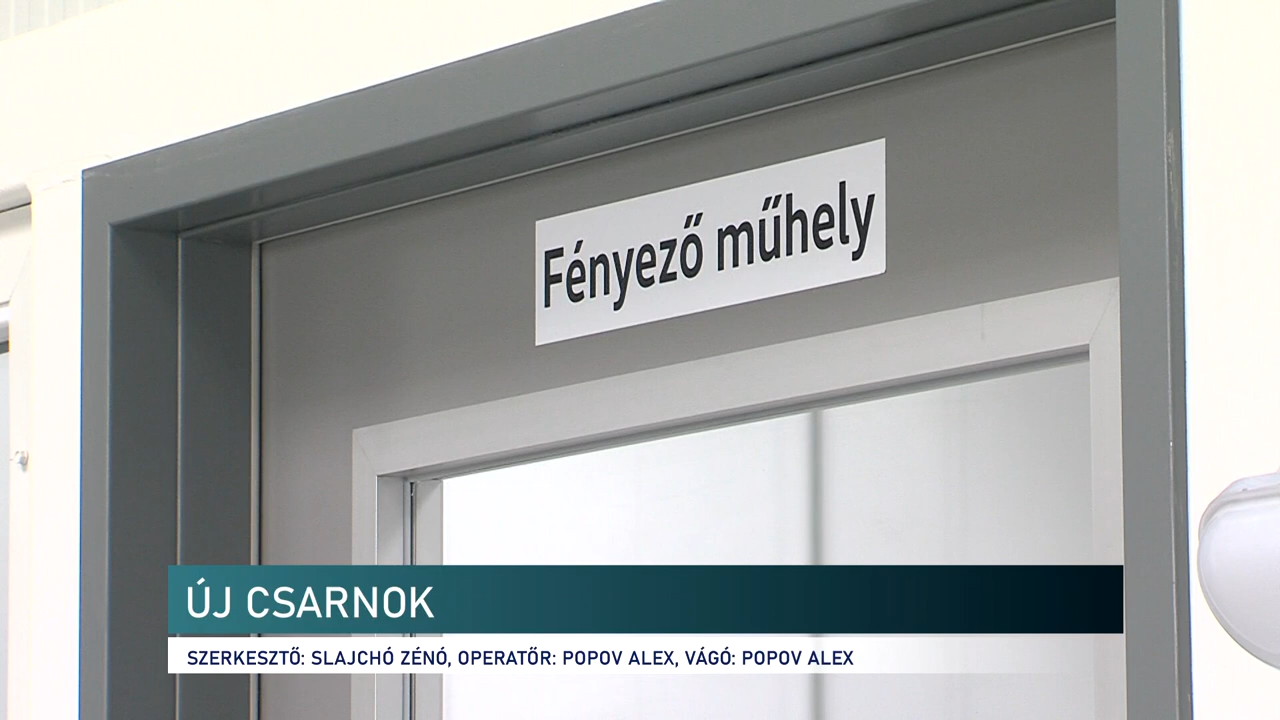 Fényező műhely
ÚJ CSARNOK
SZERKESZTŐ: SLAJCHÓ ZÉNÓ, OPERATŐR: POPOV ALEX, VÁGÓ: POPOV ALEX